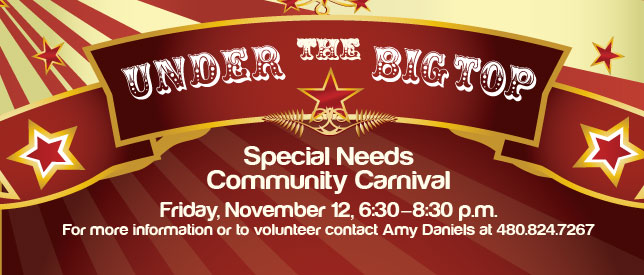 UNDER THE BIG TOP
Special Needs
Community Carnival
Friday, November 12, 6:30–8:30 p.m.
For more information or to volunteer contact Amy Daniels at 480.824.7267